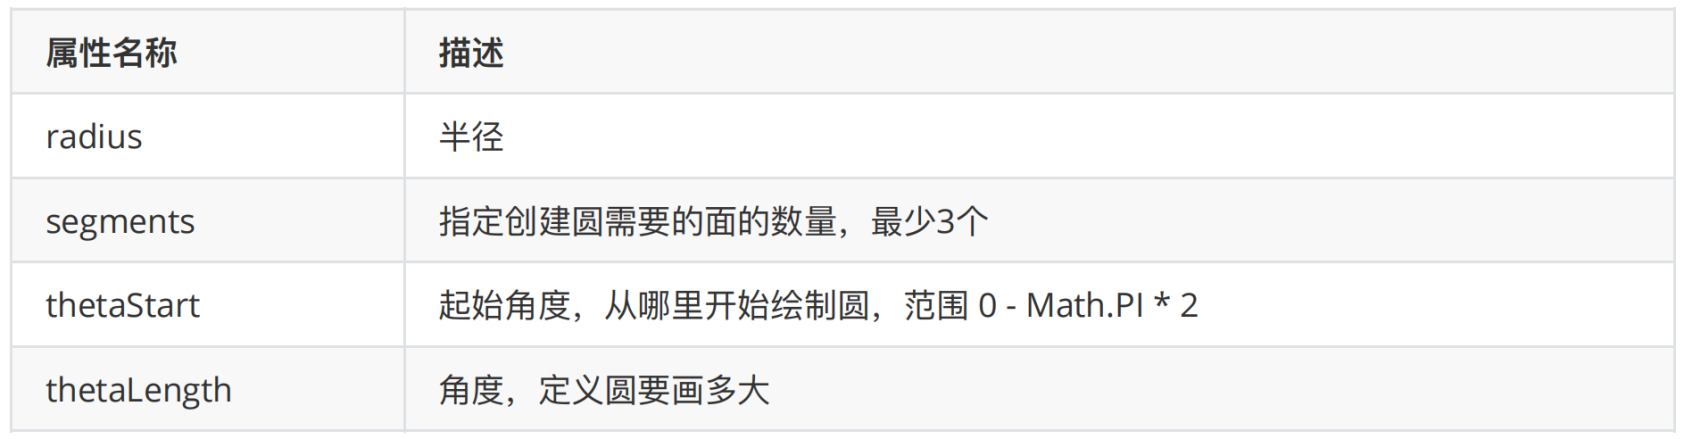 属性名称 描述
radius 半径
segments 指定创建圆需要的面的数量，最少3个
thetaStart 起始角度，从哪里开始绘制圆，范围 0 - Math.PI * 2
thetaLength 角度，定义圆要画多大